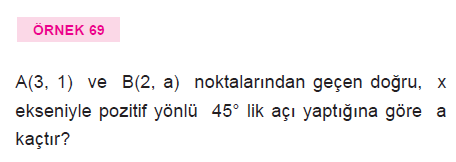 ÖRNEK 69
A(3, 1) ve B(2, a) noktalarından geçen doğru, x
ekseniyle pozitif yönlü 45° lik açı yaptığına göre a
kaçtır?